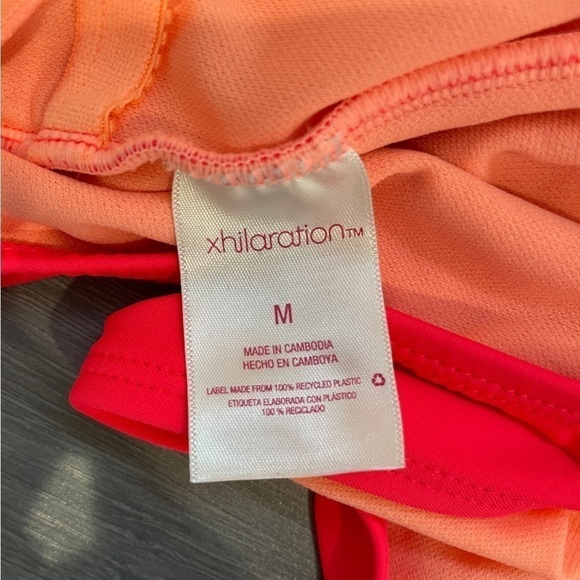 xhilaration™
M
MADE IN CAMBODIA
HECHO EN CAMBOYA
LABEL MADE FROM 100% RECYCLED PLASTIC
ETIQUETA ELABORADA CON PLÁSTICO
100 % RECICLADO